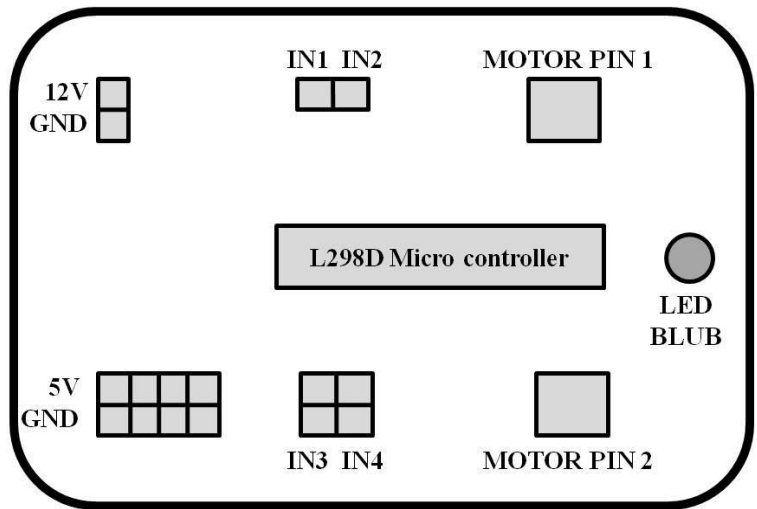 IN1 IN2
MOTOR PIN 1
12V
GND
L298D Micro controller
LED
BLUB
5V
GND
IN3 IN4
MOTOR PIN 2